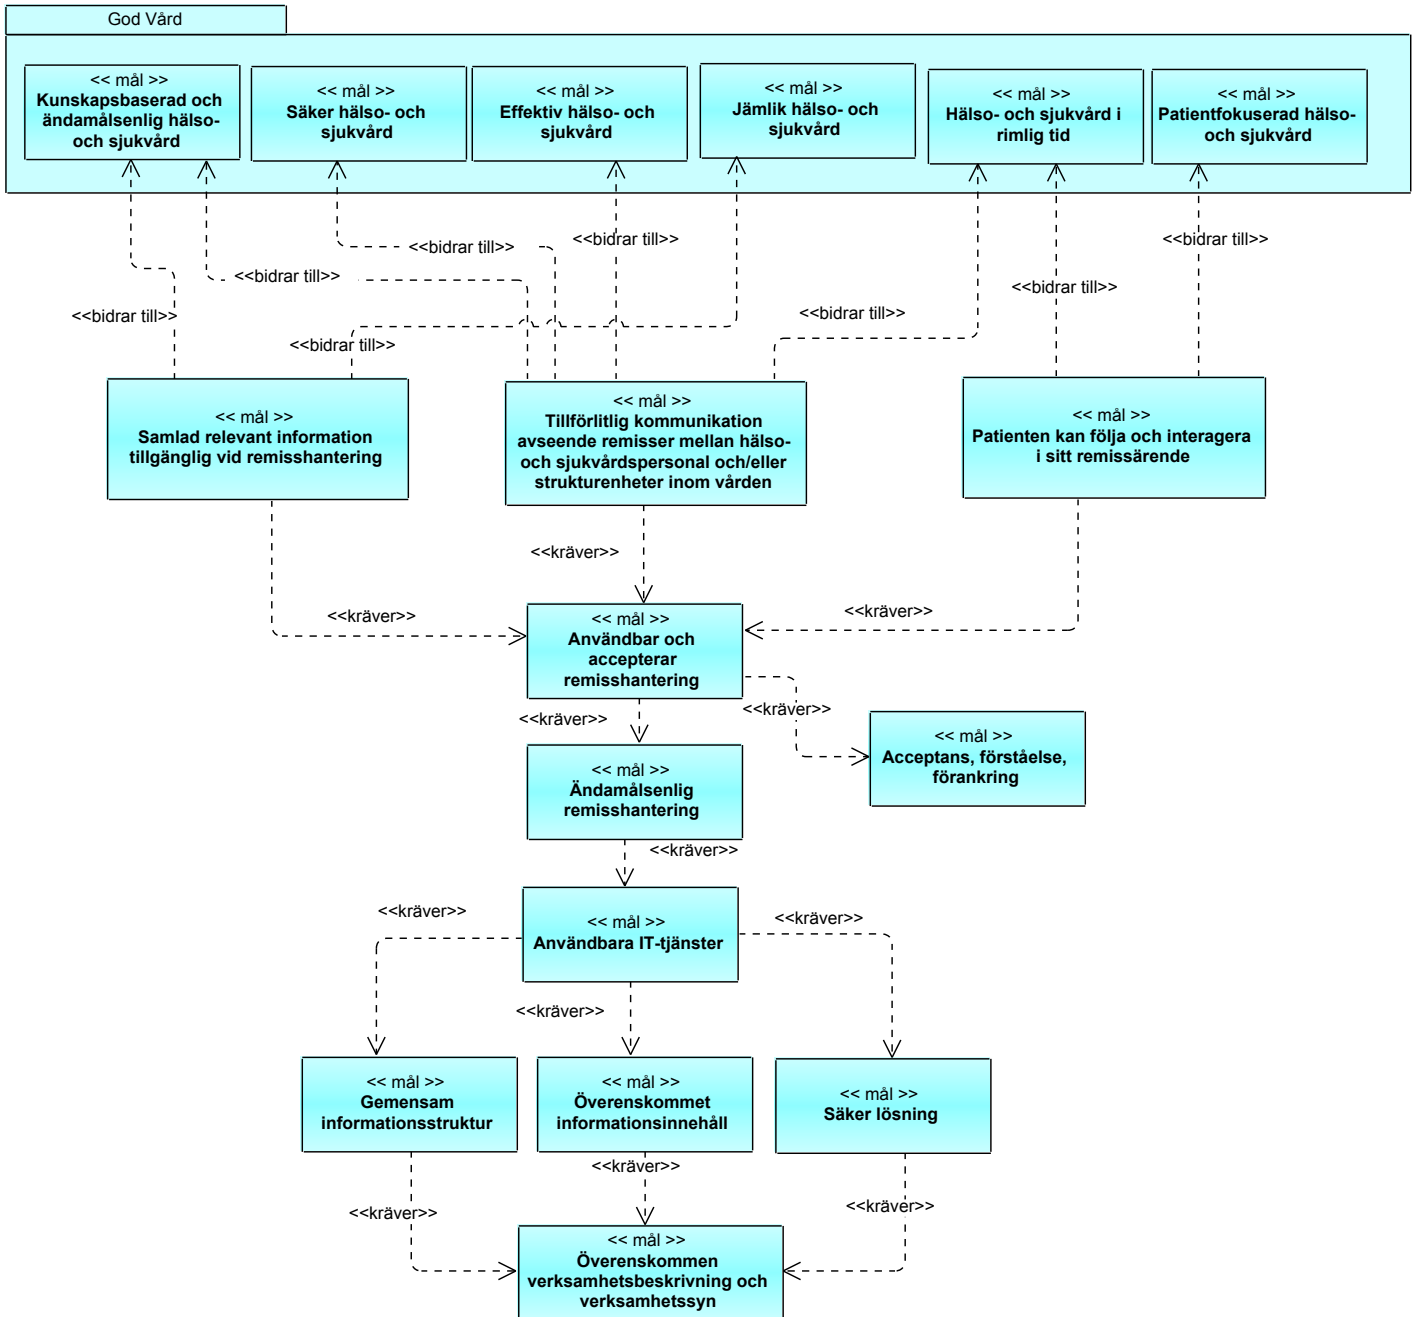 God Vård
<< mål >>
Kunskapsbaserad och
ändamålsenlig hälso-
och sjukvård
<< mål >>
Säker hälso- och
sjukvård
<< mål >>
Effektiv hälso- och
sjukvård
<< mål >>
Jämlik hälso- och
sjukvård
<< mål >>
Hälso- och sjukvård i
rimlig tid
<< mål >>
Patientfokuserad hälso-
och sjukvård
<<bidrar till>>
<<bidrar till>>
<<bidrar till>>
<<bidrar till>>
<<bidrar till>>
<<bidrar till>>
<<bidrar till>>
<<bidrar till>>
<< mål >>
Samlad relevant information
tillgänglig vid remisshantering
<< mål >>
Tillförlitlig kommunikation
avseende remisser mellan hälso-
och sjukvårdspersonal och/eller
strukturenheter inom vården
<< mål >>
Patienten kan följa och interagera
i sitt remissärende
<<kräver>>
<<kräver>>
<<kräver>>
<< mål >>
Användbar och
accepterar
remisshantering
<<kräver>>
<<kräver>>
<< mål >>
Acceptans, förståelse,
förankring
<< mål >>
Ändamålsenlig
remisshantering
<<kräver>>
<< mål >>
Användbara IT-tjänster
<<kräver>>
<<kräver>>
<<kräver>>
<< mål >>
Gemensam
informationsstruktur
<< mål >>
Överenskommet
informationsinnehåll
<< mål >>
Säker lösning
<<kräver>>
<<kräver>>
<<kräver>>
<< mål >>
Överenskommen
verksamhetsbeskrivning och
verksamhetssyn